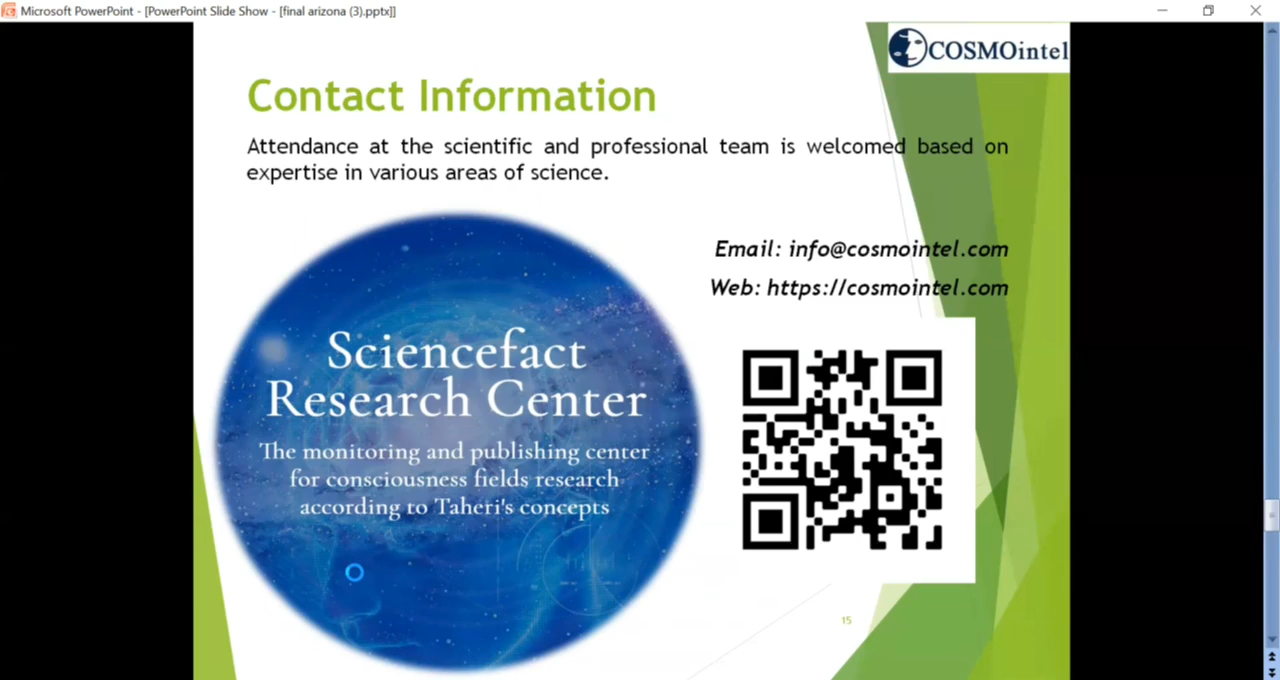 Microsoft PowerPoint - [PowerPoint Slide Show - [final arizona (3).pptx]]
COSMOintel
Contact Information
Attendance at the scientific and professional team is welcomed based on
expertise in various areas of science.
Email: info@cosmointel.com
Web: https://cosmointel.com
Sciencefact
Research Center
The monitoring and publishing center
for consciousness fields research
according to Taheri's concepts
15